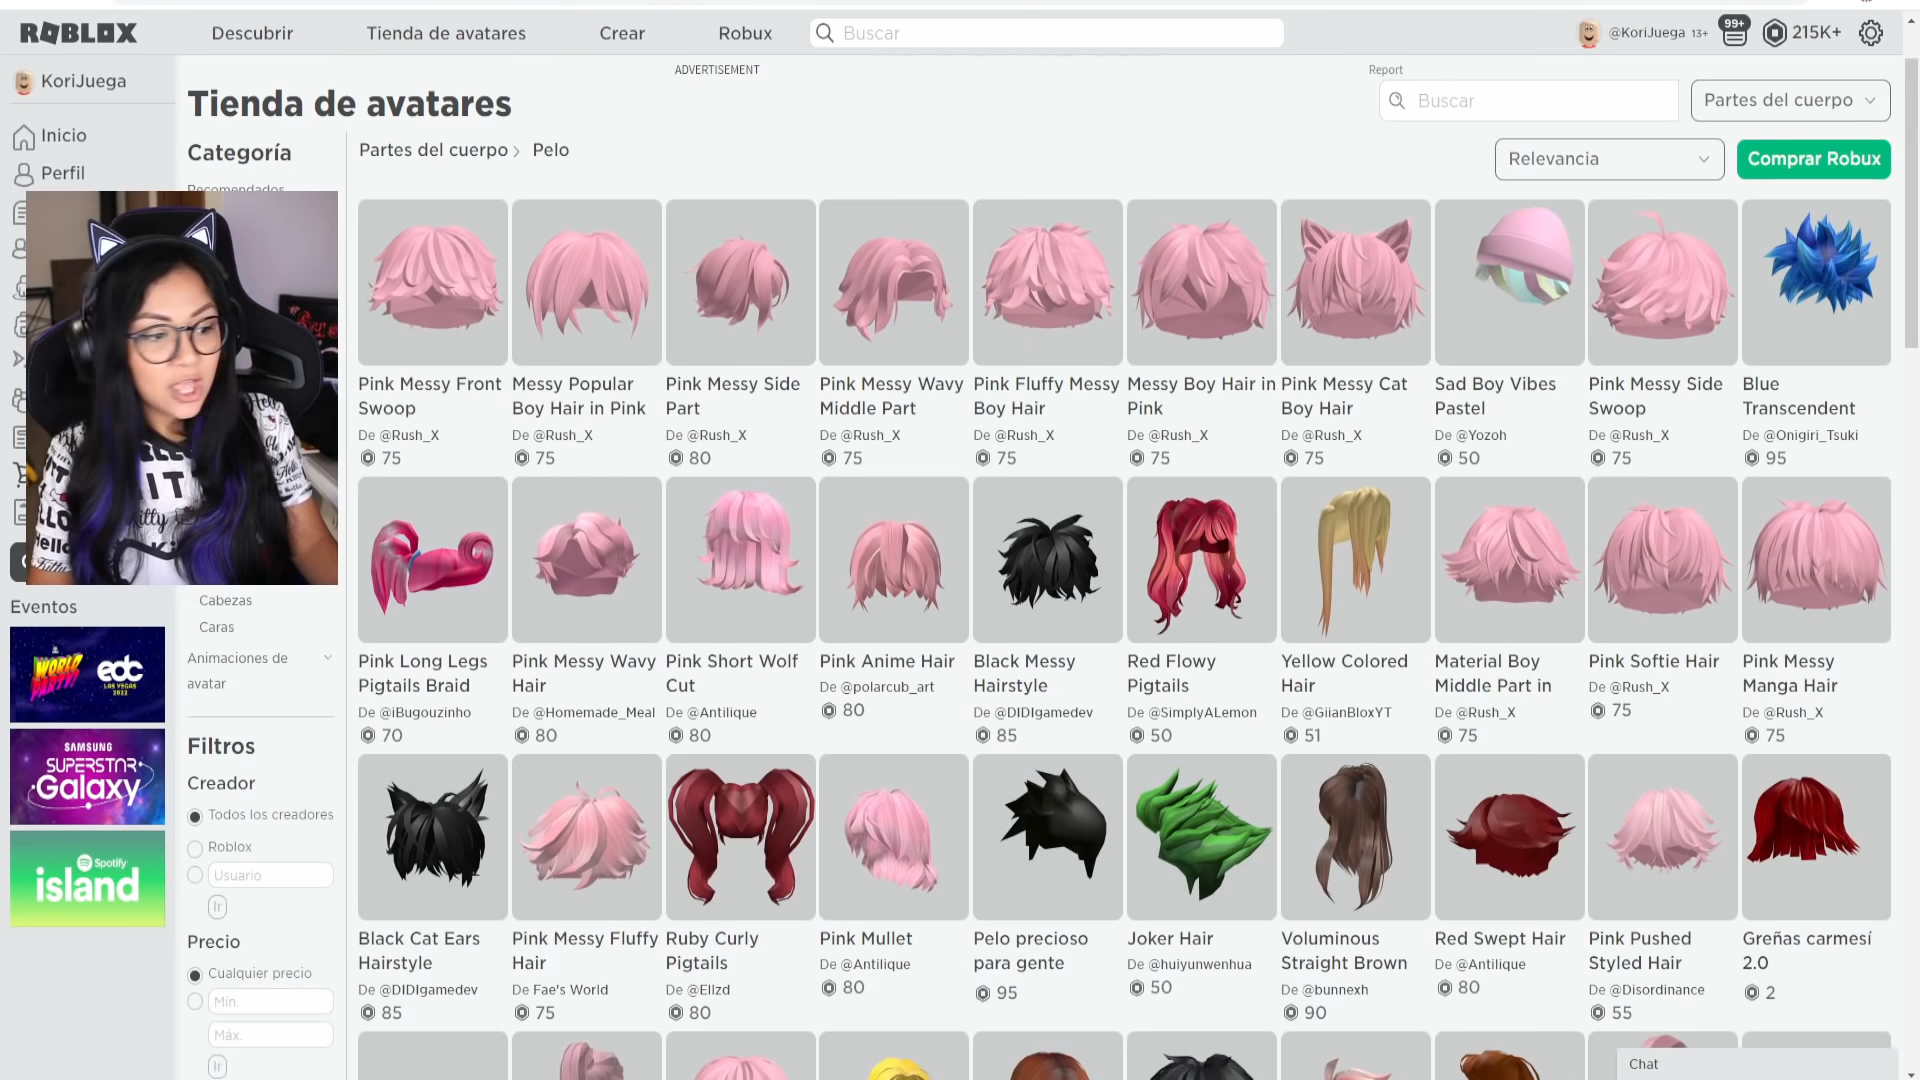 ROBLOX
Descubrir
Tienda de avatares
Crear
Robux
Buscar
@KoriJuega 13+
99+
215K+
KoriJuega
ADVERTISEMENT
Report
Tienda de avatares
Buscar
Partes del cuerpo
Inicio
Perfil
Categoría
Recomendados
Partes del cuerpo > Pelo
Relevancia
Comprar Robux
Pink Messy Front Swoop
De @Rush_X
75
Messy Popular Boy Hair in Pink
De @Rush_X
75
Pink Messy Side Part
De @Rush_X
80
Pink Messy Wavy Middle Part
De @Rush_X
75
Pink Fluffy Messy Boy Hair
De @Rush_X
75
Messy Boy Hair in Pink
De @Rush_X
75
Pink Messy Cat Boy Hair
De @Rush_X
75
Sad Boy Vibes Pastel
De @Yozoh
50
Pink Messy Side Swoop
De @Rush_X
75
Blue Transcendent
De @Onigiri_Tsuki
95
Pink Long Legs Pigtails Braid
De @iBugouzinho
70
Pink Messy Wavy Hair
De @Homemade_Meal
80
Pink Short Wolf Cut
De @Antilique
80
Pink Anime Hair
De @polarcub_art
80
Black Messy Hairstyle
De @DIDIgamedev
85
Red Flowy Pigtails
De @SimplyALemon
50
Yellow Colored Hair
De @GiianBloxYT
51
Material Boy Middle Part in
De @Rush_X
75
Pink Softie Hair
De @Rush_X
75
Pink Messy Manga Hair
De @Rush_X
75
Black Cat Ears Hairstyle
De @DIDIgamedev
85
Pink Messy Fluffy Hair
De Fae's World
75
Ruby Curly Pigtails
De @Elizd
80
Pink Mullet
De @Antilique
80
Pelo precioso para gente
95
Joker Hair
De @huiyunwenhua
50
Voluminous Straight Brown
De @bunnexh
90
Red Swept Hair
De @Antilique
80
Pink Pushed Styled Hair
De @Disordinance
55
Greñas carmesí 2.0
2
Eventos
WORLD PARTY!
edc
LAS VEGAS
2022
SAMSUNG
SUPERSTAR
Galaxy
Spotify
island
Cabezas
Caras
Animaciones de avatar
Filtros
Creador
Todos los creadores
Roblox
Usuario
Ir
Precio
Cualquier precio
Mín.
Máx.
Ir
Chat